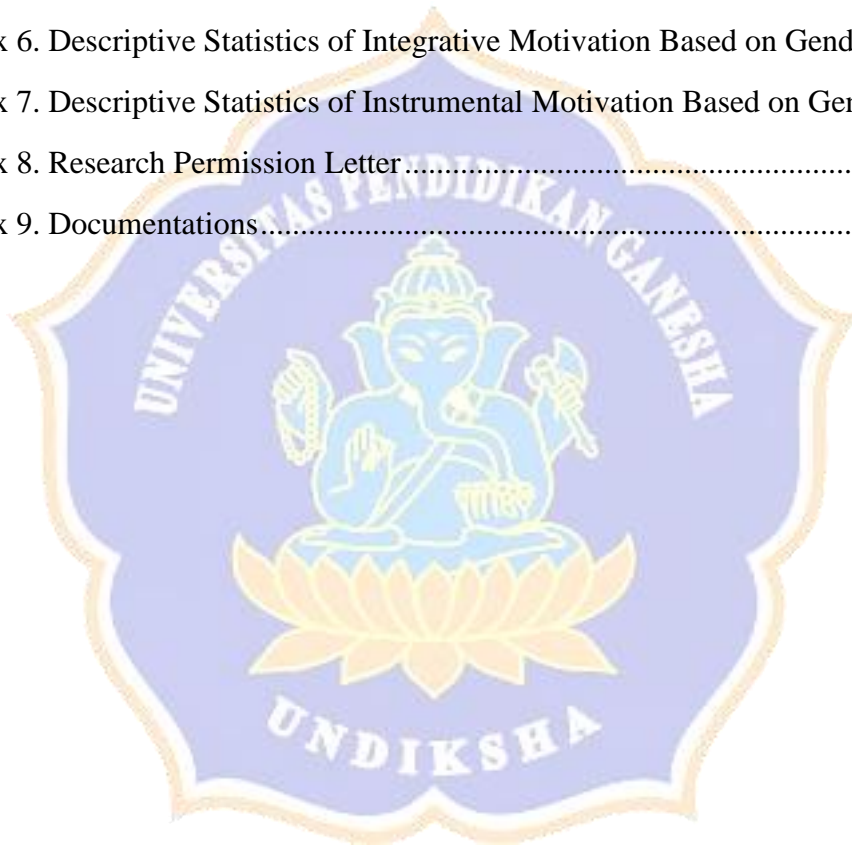 x 6. Descriptive Statistics of Integrative Motivation Based on Gend
x 7. Descriptive Statistics of Instrumental Motivation Based on Ger
x 8. Research Permission Letter...........................................................
x 9. Documentations..............................................................................
UNIVERSITAS PENDIDIKAN GANESHA
UNDIKSHA